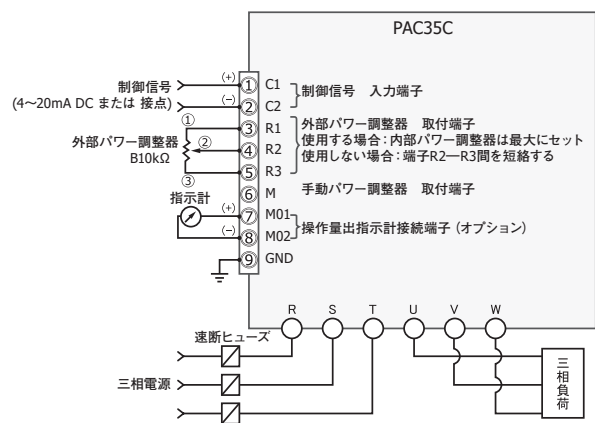 PAC35C
制御信号
(4〜20mA DC または 接点)
(+)
(−)
① C1
② C2
制御信号 入力端子
外部パワー調整器
B10kΩ
①
②
③
③ R1
④ R2
⑤ R3
外部パワー調整器 取付端子
使用する場合：内部パワー調整器は最大にセット
使用しない場合：端子R2―R3間を短絡する
⑥ M
手動パワー調整器 取付端子
指示計
(+)
(−)
⑦ M01
⑧ M02
操作量出指示計接続端子 (オプション)
⑨ GND
R S T U V W
速断ヒューズ
三相電源
三相負荷